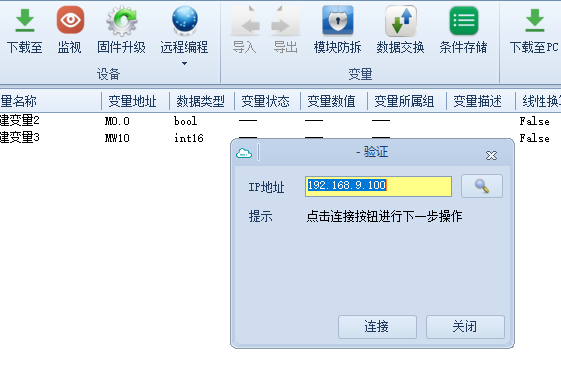 下载至 监视 固件升级 远程编程 导入 导出 模块防拆 数据交换 条件存储 下载至PC
设备 变量
量名称 变量地址 数据类型 变量状态 变量数值 变量所属组 变量描述 线性换
建变量2 M0.0 bool —— —— —— False
建变量3 MW10 int16 False
- 验证
IP地址 192.168.9.100
提示 点击连接按钮进行下一步操作
连接 关闭